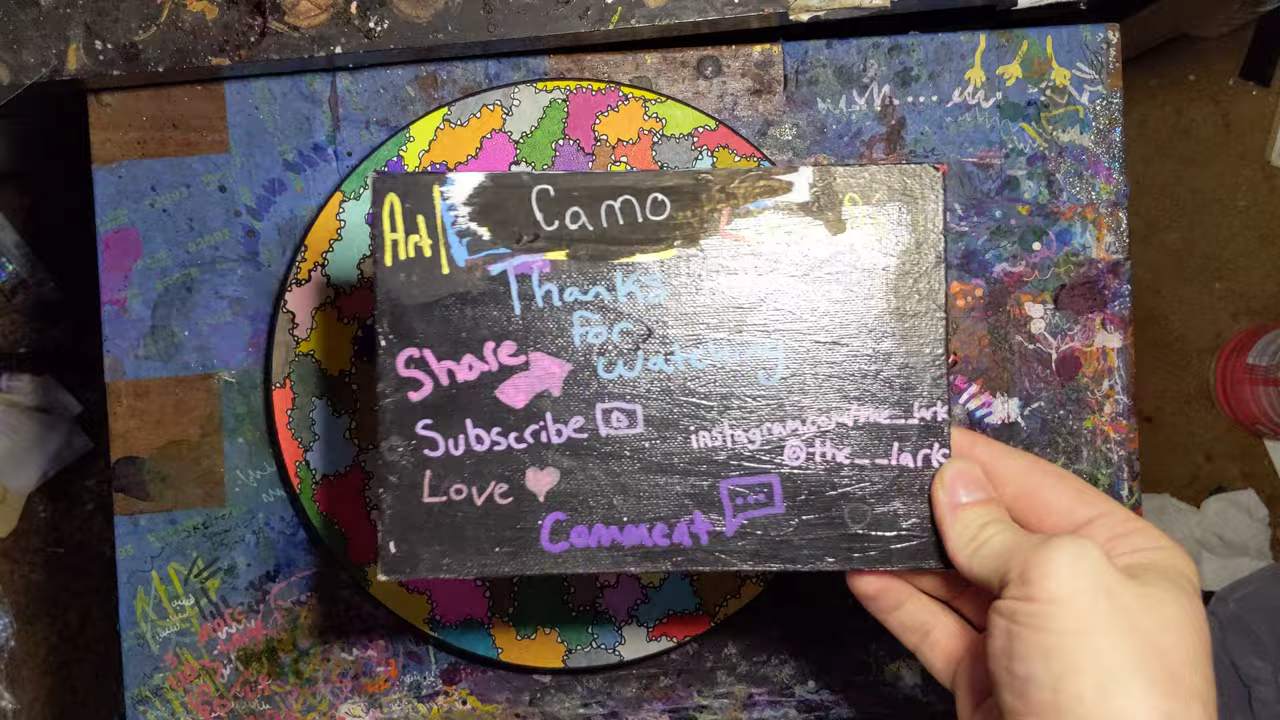 Art/ Camo
Thanks
For
Watching
Share
Subscribe
instagram.com/the__lark
@the__lark
Love
Comment